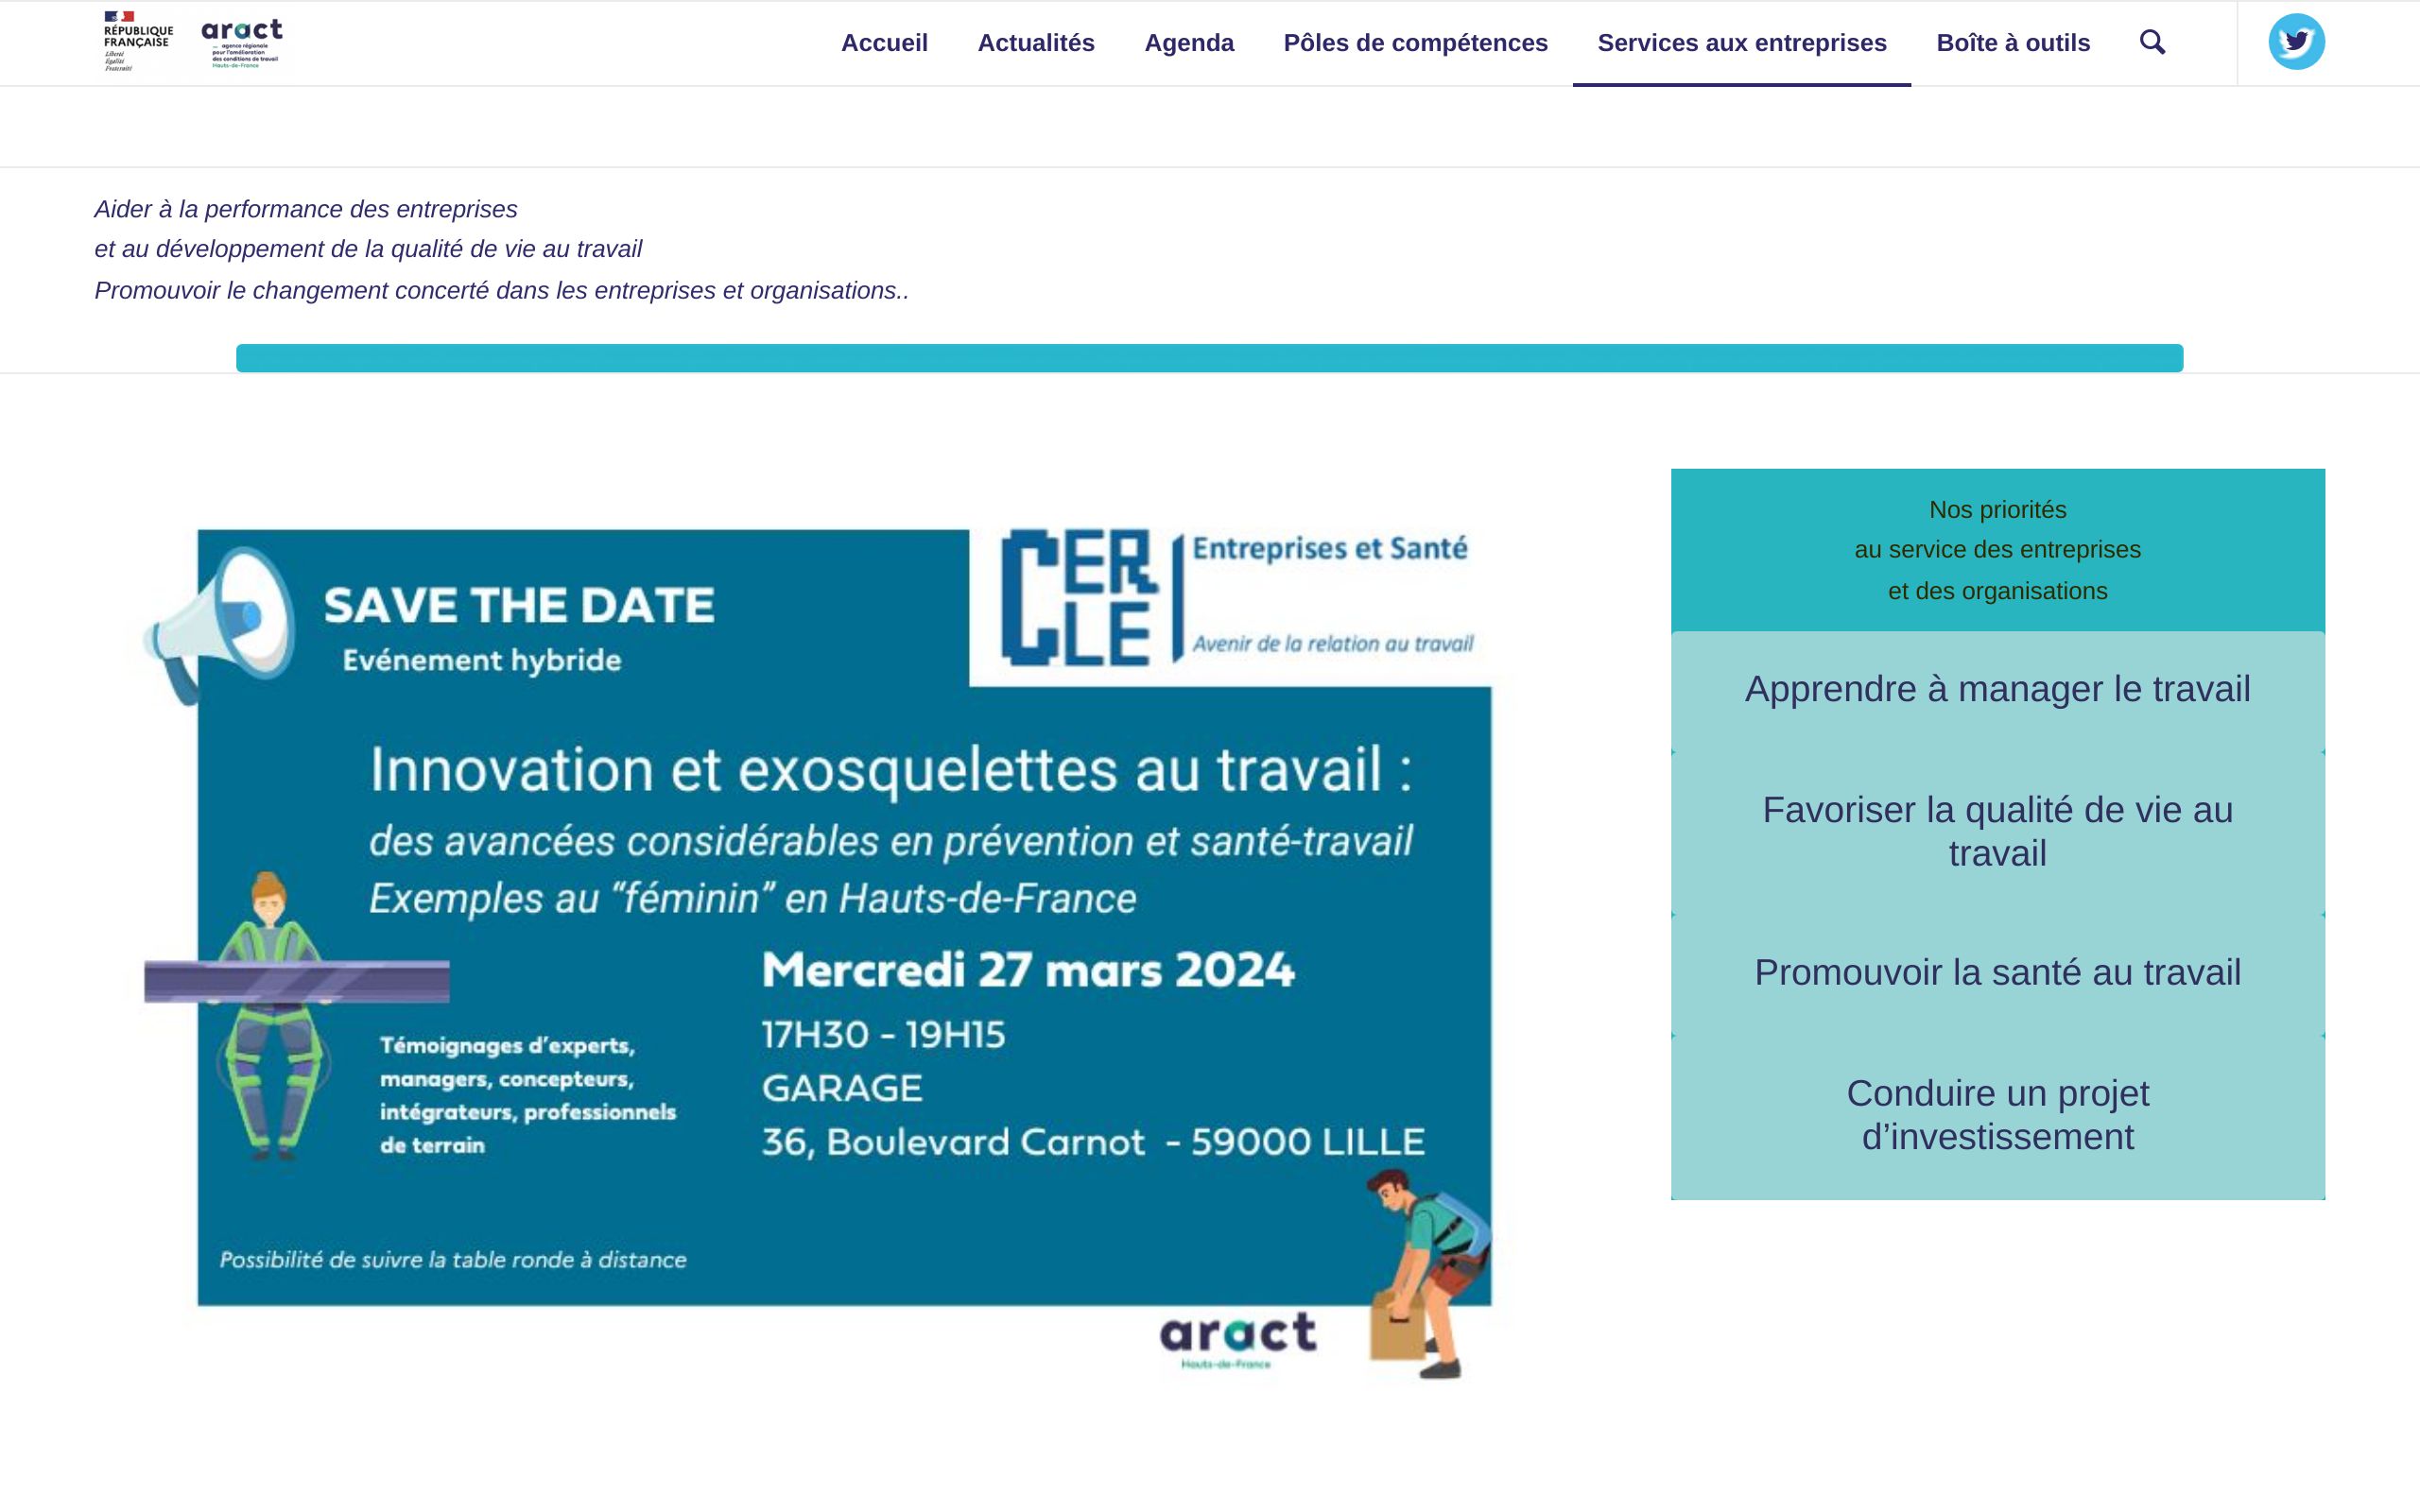 RÉPUBLIQUE
FRANÇAISE
Liberté
Égalité
Fraternité
aract
agence régionale
pour l'amélioration
des conditions de travail
Hauts-de-France
Accueil Actualités Agenda Pôles de compétences Services aux entreprises Boîte à outils
Aider à la performance des entreprises
et au développement de la qualité de vie au travail
Promouvoir le changement concerté dans les entreprises et organisations..
SAVE THE DATE
Evénement hybride
CERCLE
Entreprises et Santé
Avenir de la relation au travail
Innovation et exosquelettes au travail :
des avancées considérables en prévention et santé-travail
Exemples au “féminin” en Hauts-de-France
Mercredi 27 mars 2024
17H30 - 19H15
GARAGE
36, Boulevard Carnot - 59000 LILLE
Témoignages d’experts,
managers, concepteurs,
intégrateurs, professionnels
de terrain
Possibilité de suivre la table ronde à distance
aract
Hauts-de-France
Nos priorités
au service des entreprises
et des organisations
Apprendre à manager le travail
Favoriser la qualité de vie au
travail
Promouvoir la santé au travail
Conduire un projet
d’investissement